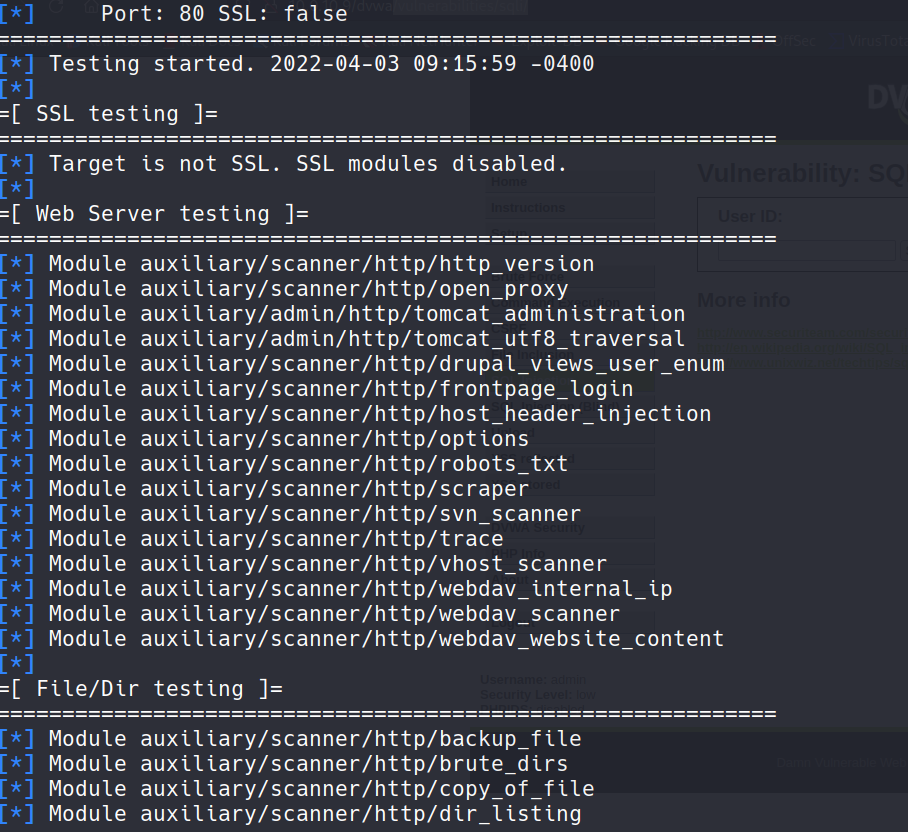 [*]     Port: 80 SSL: false
============================================================
[*] Testing started. 2022-04-03 09:15:59 -0400
[*]
=[ SSL testing ]=
============================================================
[*] Target is not SSL. SSL modules disabled.
[*]
=[ Web Server testing ]=
============================================================
[*] Module auxiliary/scanner/http/http_version
[*] Module auxiliary/scanner/http/open_proxy
[*] Module auxiliary/admin/http/tomcat_administration
[*] Module auxiliary/admin/http/tomcat_utf8_traversal
[*] Module auxiliary/scanner/http/drupal_views_user_enum
[*] Module auxiliary/scanner/http/frontpage_login
[*] Module auxiliary/scanner/http/host_header_injection
[*] Module auxiliary/scanner/http/options
[*] Module auxiliary/scanner/http/robots_txt
[*] Module auxiliary/scanner/http/scraper
[*] Module auxiliary/scanner/http/svn_scanner
[*] Module auxiliary/scanner/http/trace
[*] Module auxiliary/scanner/http/vhost_scanner
[*] Module auxiliary/scanner/http/webdav_internal_ip
[*] Module auxiliary/scanner/http/webdav_scanner
[*] Module auxiliary/scanner/http/webdav_website_content
[*]
=[ File/Dir testing ]=
============================================================
[*] Module auxiliary/scanner/http/backup_file
[*] Module auxiliary/scanner/http/brute_dirs
[*] Module auxiliary/scanner/http/copy_of_file
[*] Module auxiliary/scanner/http/dir_listing
Home
Instructions
DVWA Security
PHP Info
About
Username: admin
Security Level: low
Vulnerability: SQ
User ID:
More info